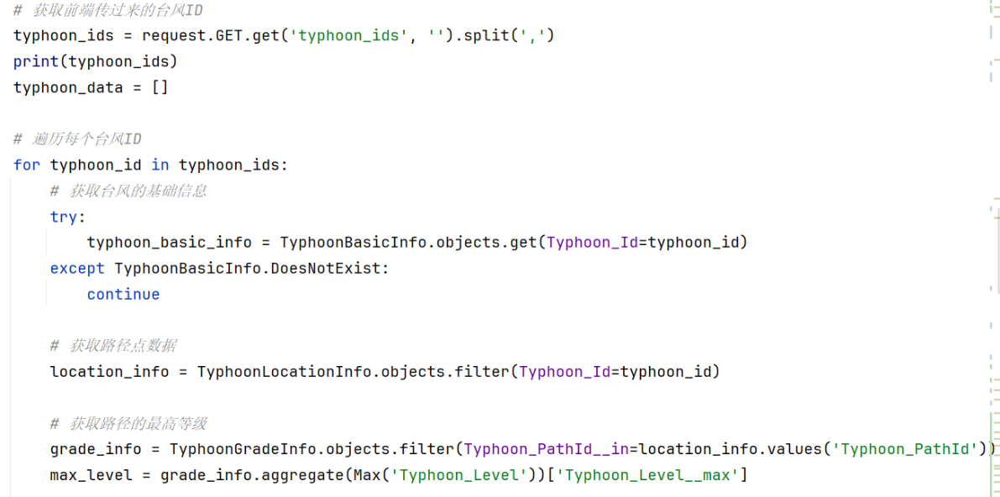 # 获取前端传过来的台风ID
typhoon_ids = request.GET.get('typhoon_ids', '').split(',')
print(typhoon_ids)
typhoon_data = []
# 遍历每个台风ID
for typhoon_id in typhoon_ids:
# 获取台风的基础信息
try:
typhoon_basic_info = TyphoonBasicInfo.objects.get(Typhoon_Id=typhoon_id)
except TyphoonBasicInfo.DoesNotExist:
continue
# 获取路径点数据
location_info = TyphoonLocationInfo.objects.filter(Typhoon_Id=typhoon_id)
# 获取路径的最高等级
grade_info = TyphoonGradeInfo.objects.filter(Typhoon_PathId__in=location_info.values('Typhoon_PathId'))
max_level = grade_info.aggregate(Max('Typhoon_Level'))['Typhoon_Level__max']